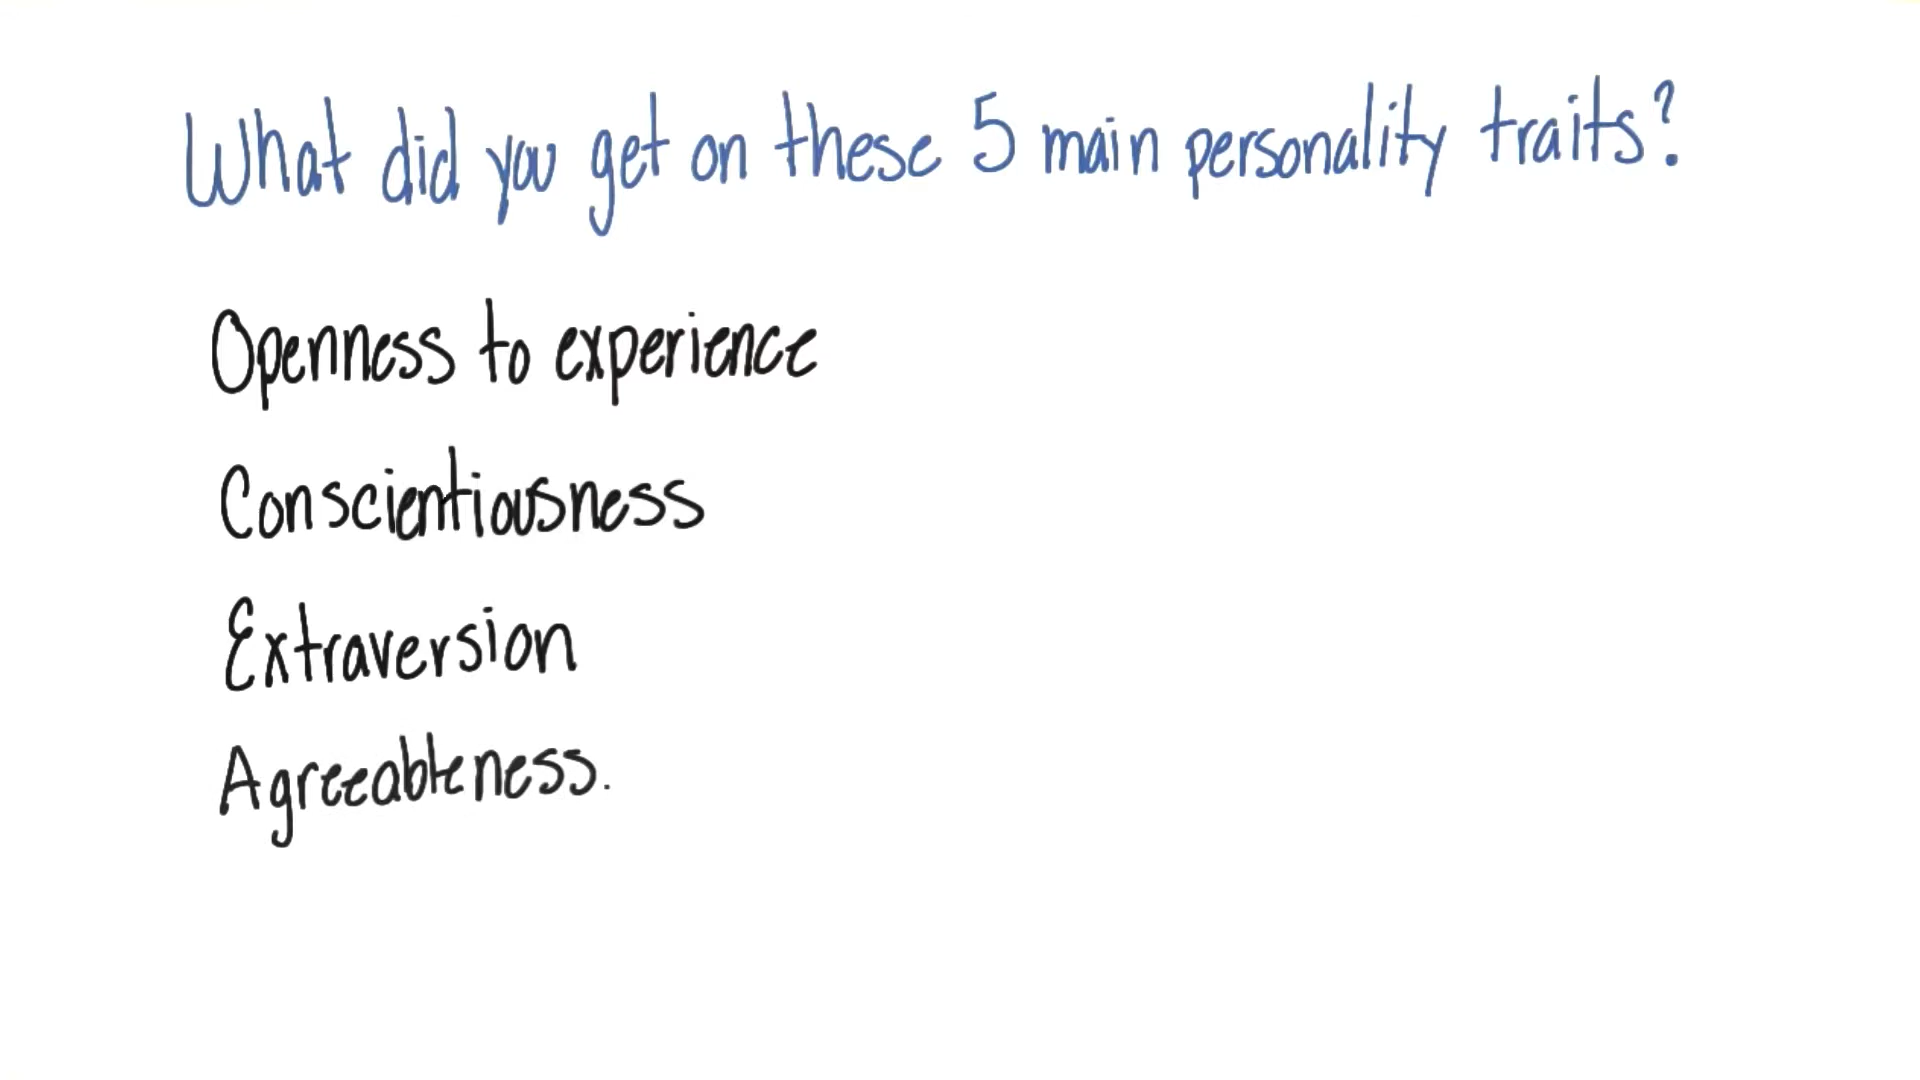 What did you get on these 5 main personality traits?
Openness to experience
Conscientiousness
Extraversion
Agreeableness.